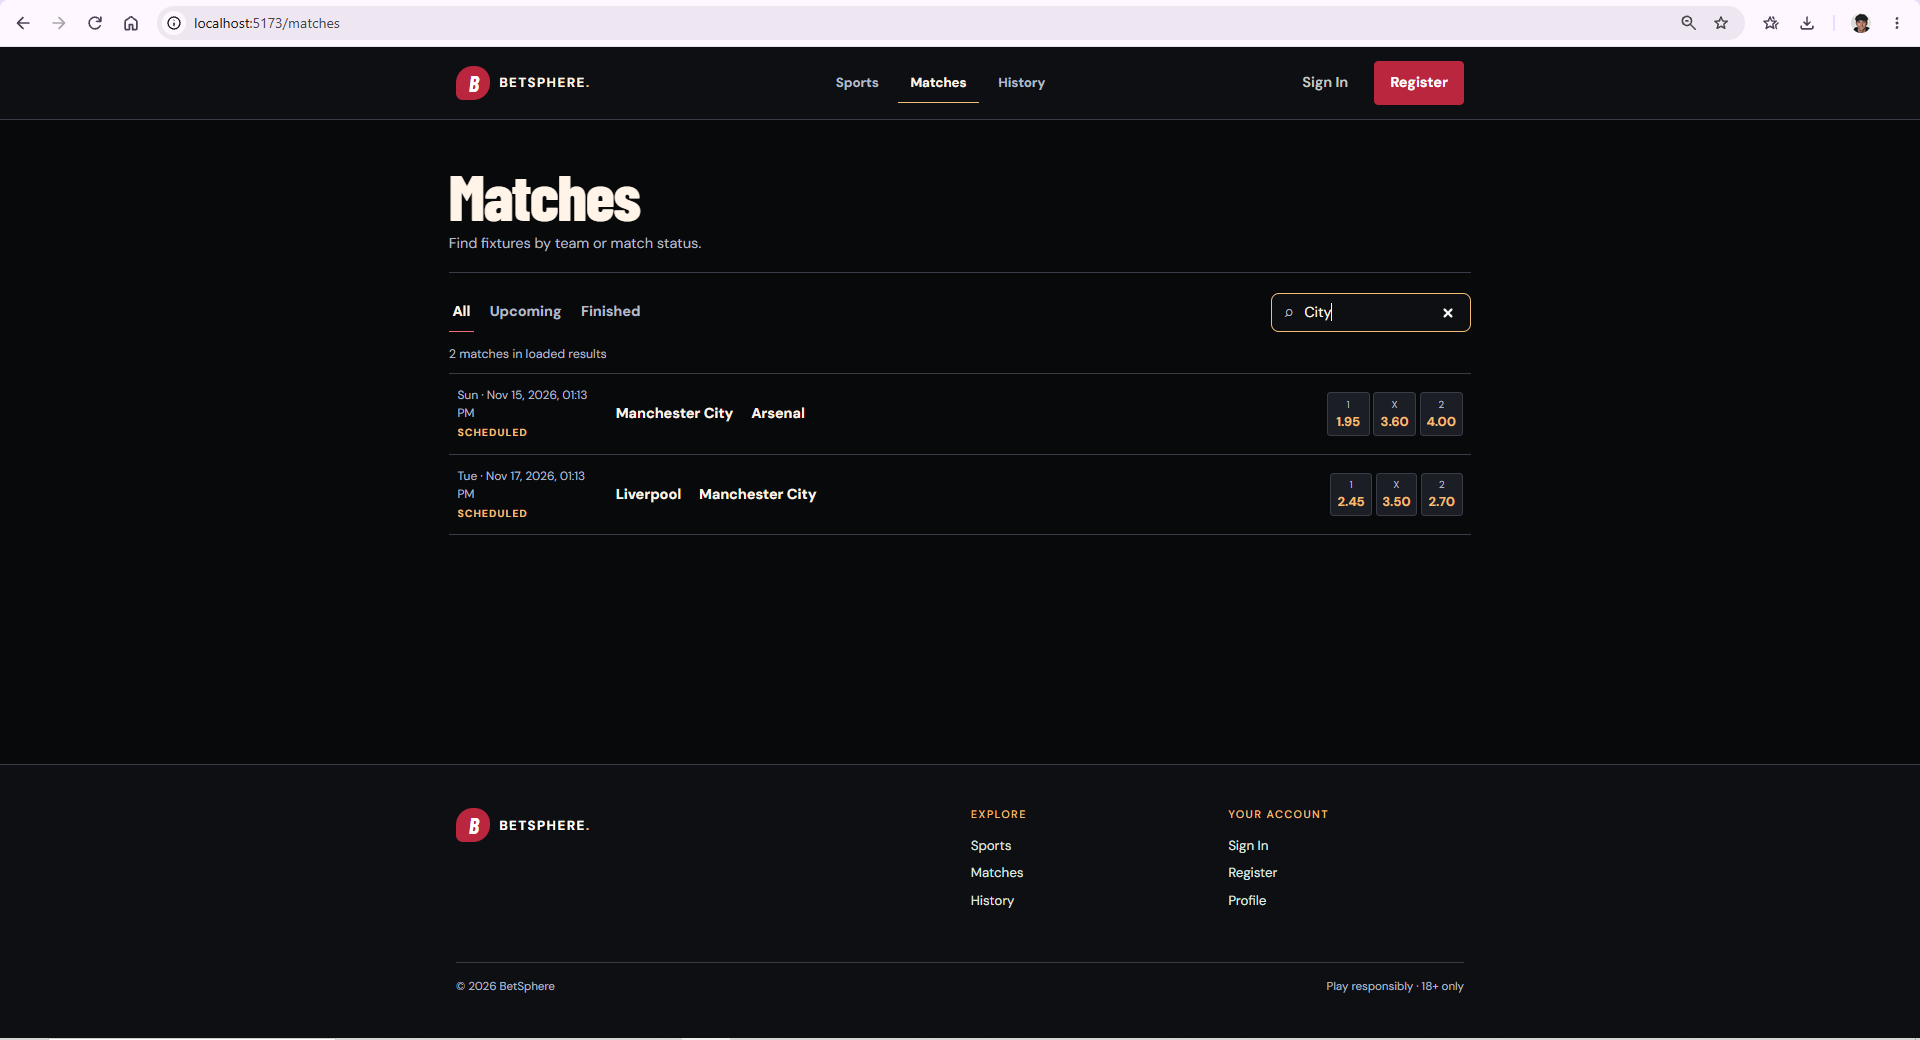 localhost:5173/matches
B BETSPHERE.
Sports Matches History
Sign In Register
Matches
Find fixtures by team or match status.
All Upcoming Finished
City
2 matches in loaded results
Sun · Nov 15, 2026, 01:13
PM
SCHEDULED
Manchester City Arsenal
1 X 2
1.95 3.60 4.00
Tue · Nov 17, 2026, 01:13
PM
SCHEDULED
Liverpool Manchester City
1 X 2
2.45 3.50 2.70
B BETSPHERE.
EXPLORE
Sports
Matches
History
YOUR ACCOUNT
Sign In
Register
Profile
© 2026 BetSphere
Play responsibly · 18+ only